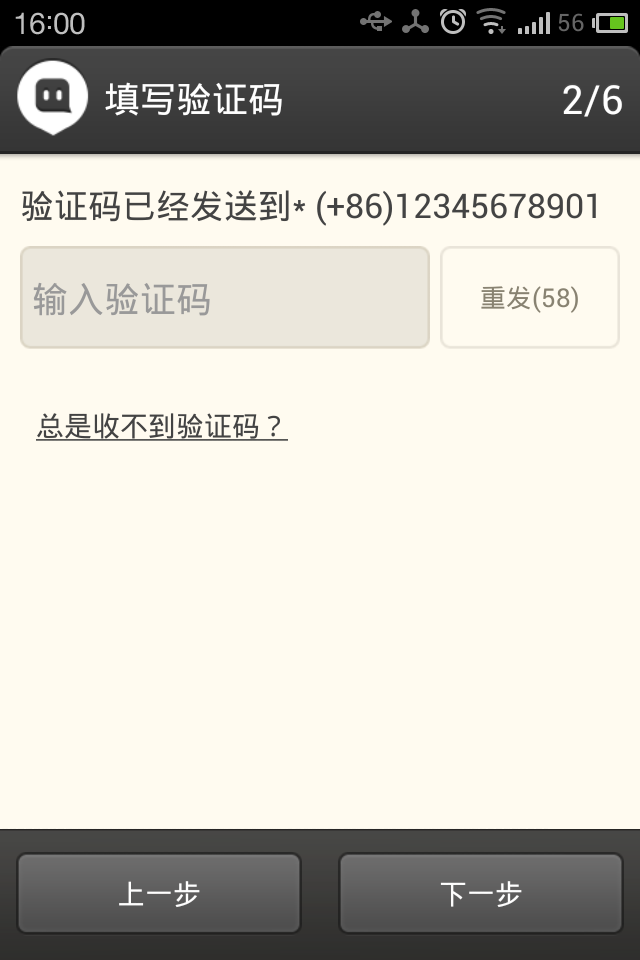 16:00 56
填写验证码 2/6
验证码已经发送到* (+86)12345678901
输入验证码 重发(58)
总是收不到验证码？
上一步 下一步